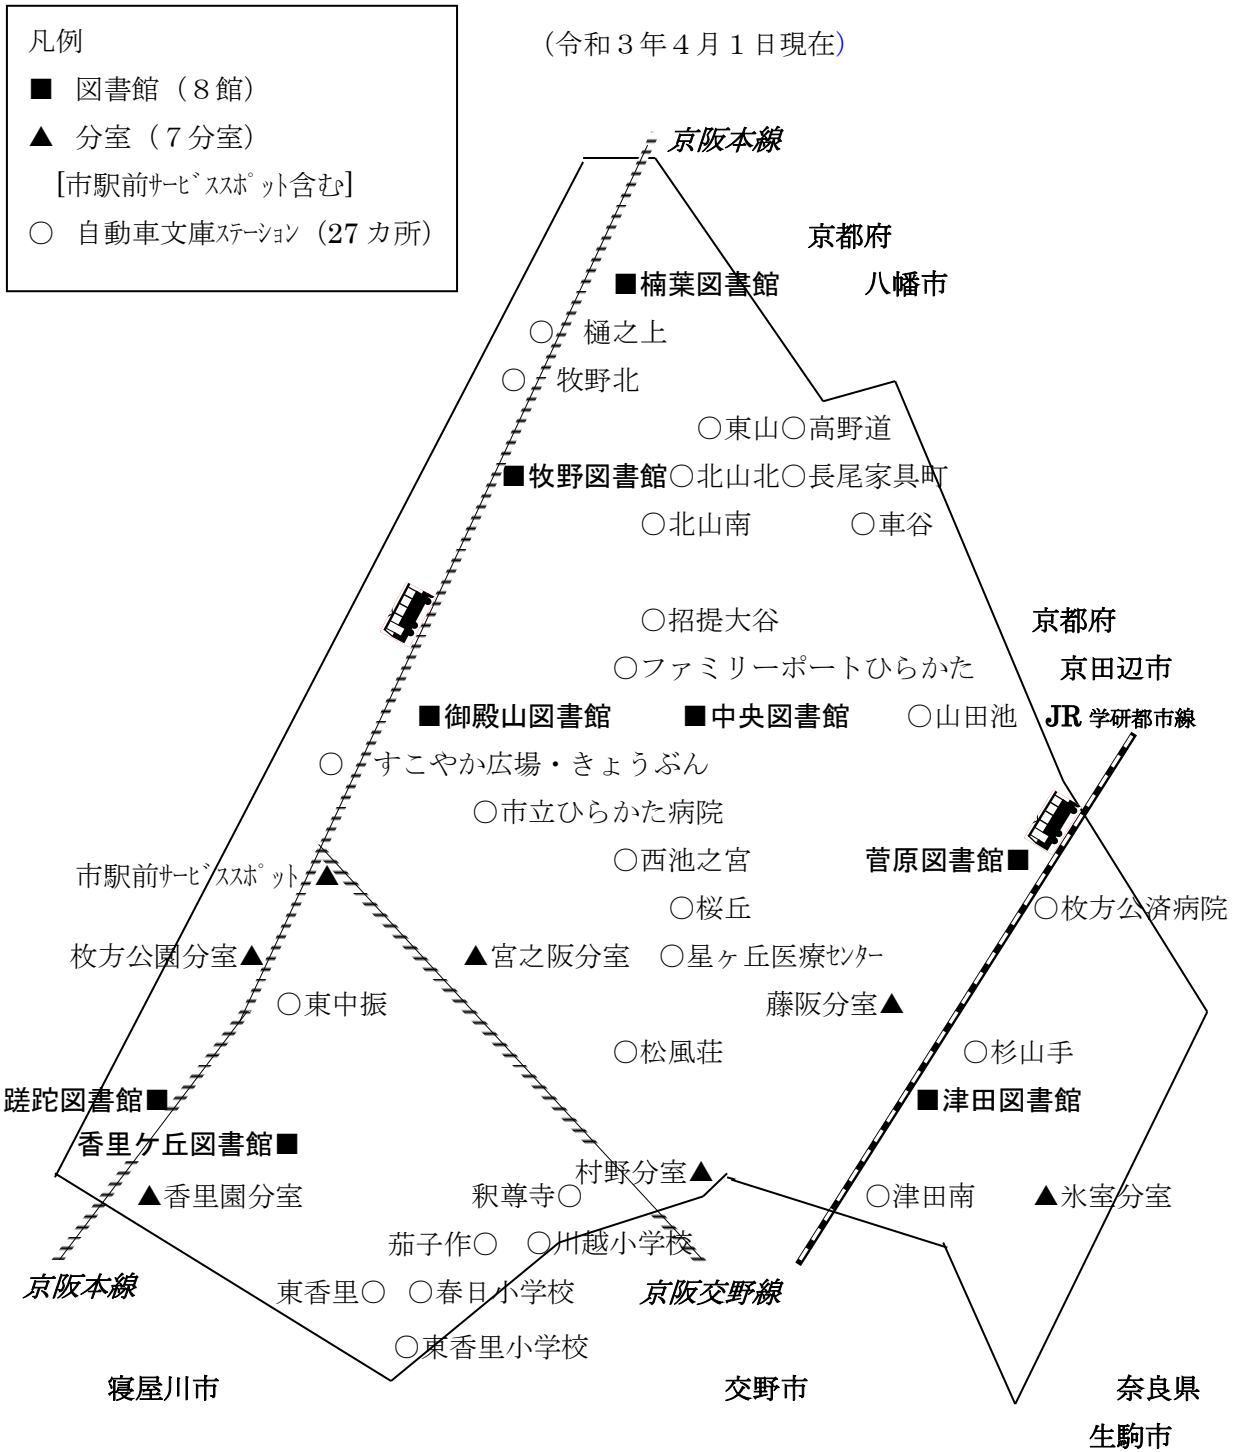 凡例
■　図書館（８館）
▲　分室（７分室）
[市駅前ｻｰﾋﾞｽｽﾎﾟｯﾄ含む]
○　自動車文庫ｽﾃｰｼｮﾝ（27カ所）
（令和３年４月１日現在）
京阪本線
京都府
■楠葉図書館
八幡市
○　樋之上
○　牧野北
○東山○高野道
■牧野図書館○北山北○長尾家具町
○北山南
○車谷
○招提大谷
京都府
○ファミリーポートひらかた
京田辺市
■御殿山図書館
■中央図書館
○山田池
JR 学研都市線
○　すこやか広場・きょうぶん
○市立ひらかた病院
○西池之宮
菅原図書館■
市駅前ｻｰﾋﾞｽｽﾎﾟｯﾄ▲
○桜丘
○枚方公済病院
枚方公園分室▲
▲宮之阪分室
○星ヶ丘医療ｾﾝﾀｰ
○東中振
藤阪分室▲
○松風荘
○杉山手
蹉跎図書館■
■津田図書館
香里ケ丘図書館■
村野分室▲
▲香里園分室
釈尊寺○
○津田南
▲氷室分室
茄子作○
○川越小学校
京阪本線
東香里○
○春日小学校
京阪交野線
○東香里小学校
寝屋川市
交野市
奈良県
生駒市